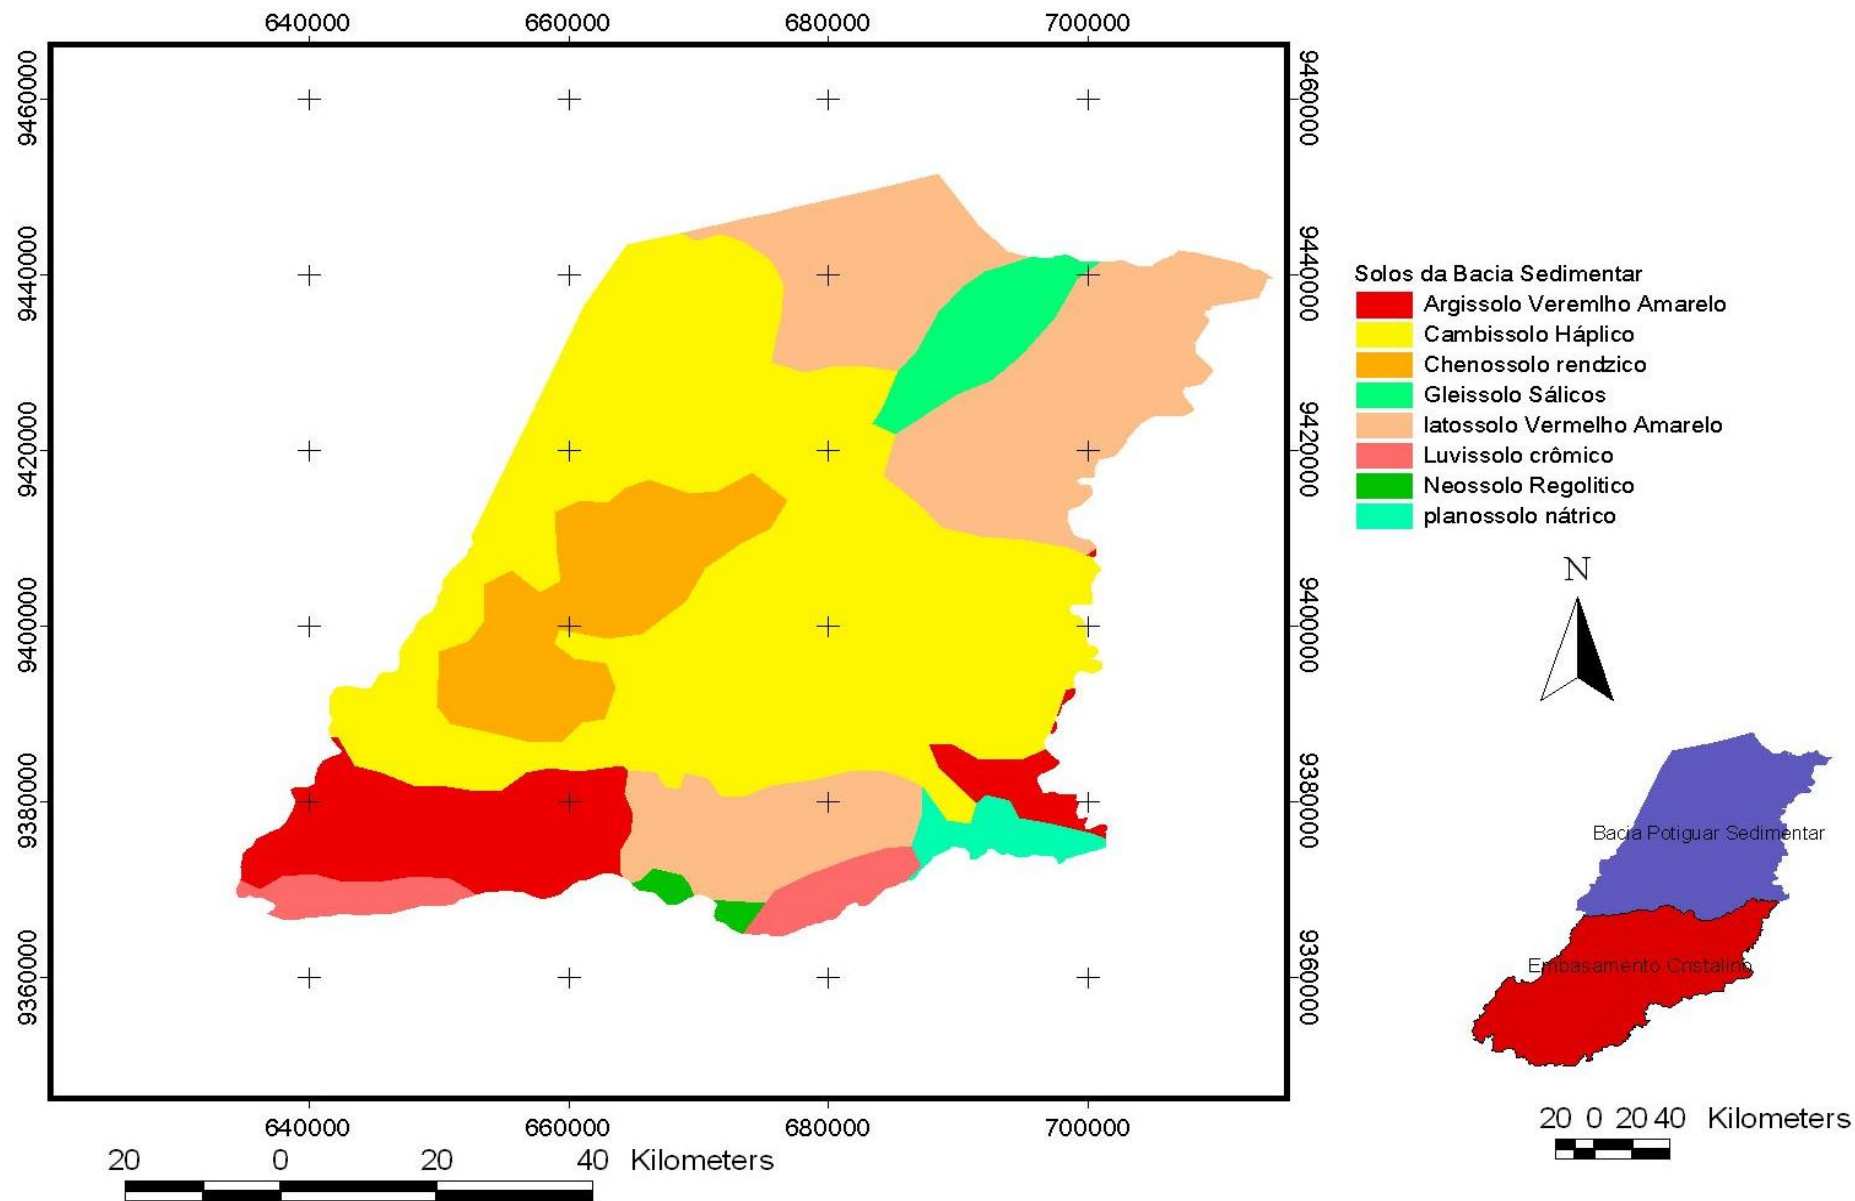 640000 660000 680000 700000
9460000 9460000
9440000 9440000
9420000 9420000
9400000 9400000
9380000 9380000
9360000 9360000
640000 660000 680000 700000
20 0 20 40 Kilometers
Solos da Bacia Sedimentar
Argissolo Veremlho Amarelo
Cambissolo Háplico
Chenossolo rendzico
Gleissolo Sálicos
latossolo Vermelho Amarelo
Luvissolo crômico
Neossolo Regolitico
planossolo nátrico
N
Bacia Potiguar Sedimentar
Embasamento Cristalino
20 0 20 40 Kilometers